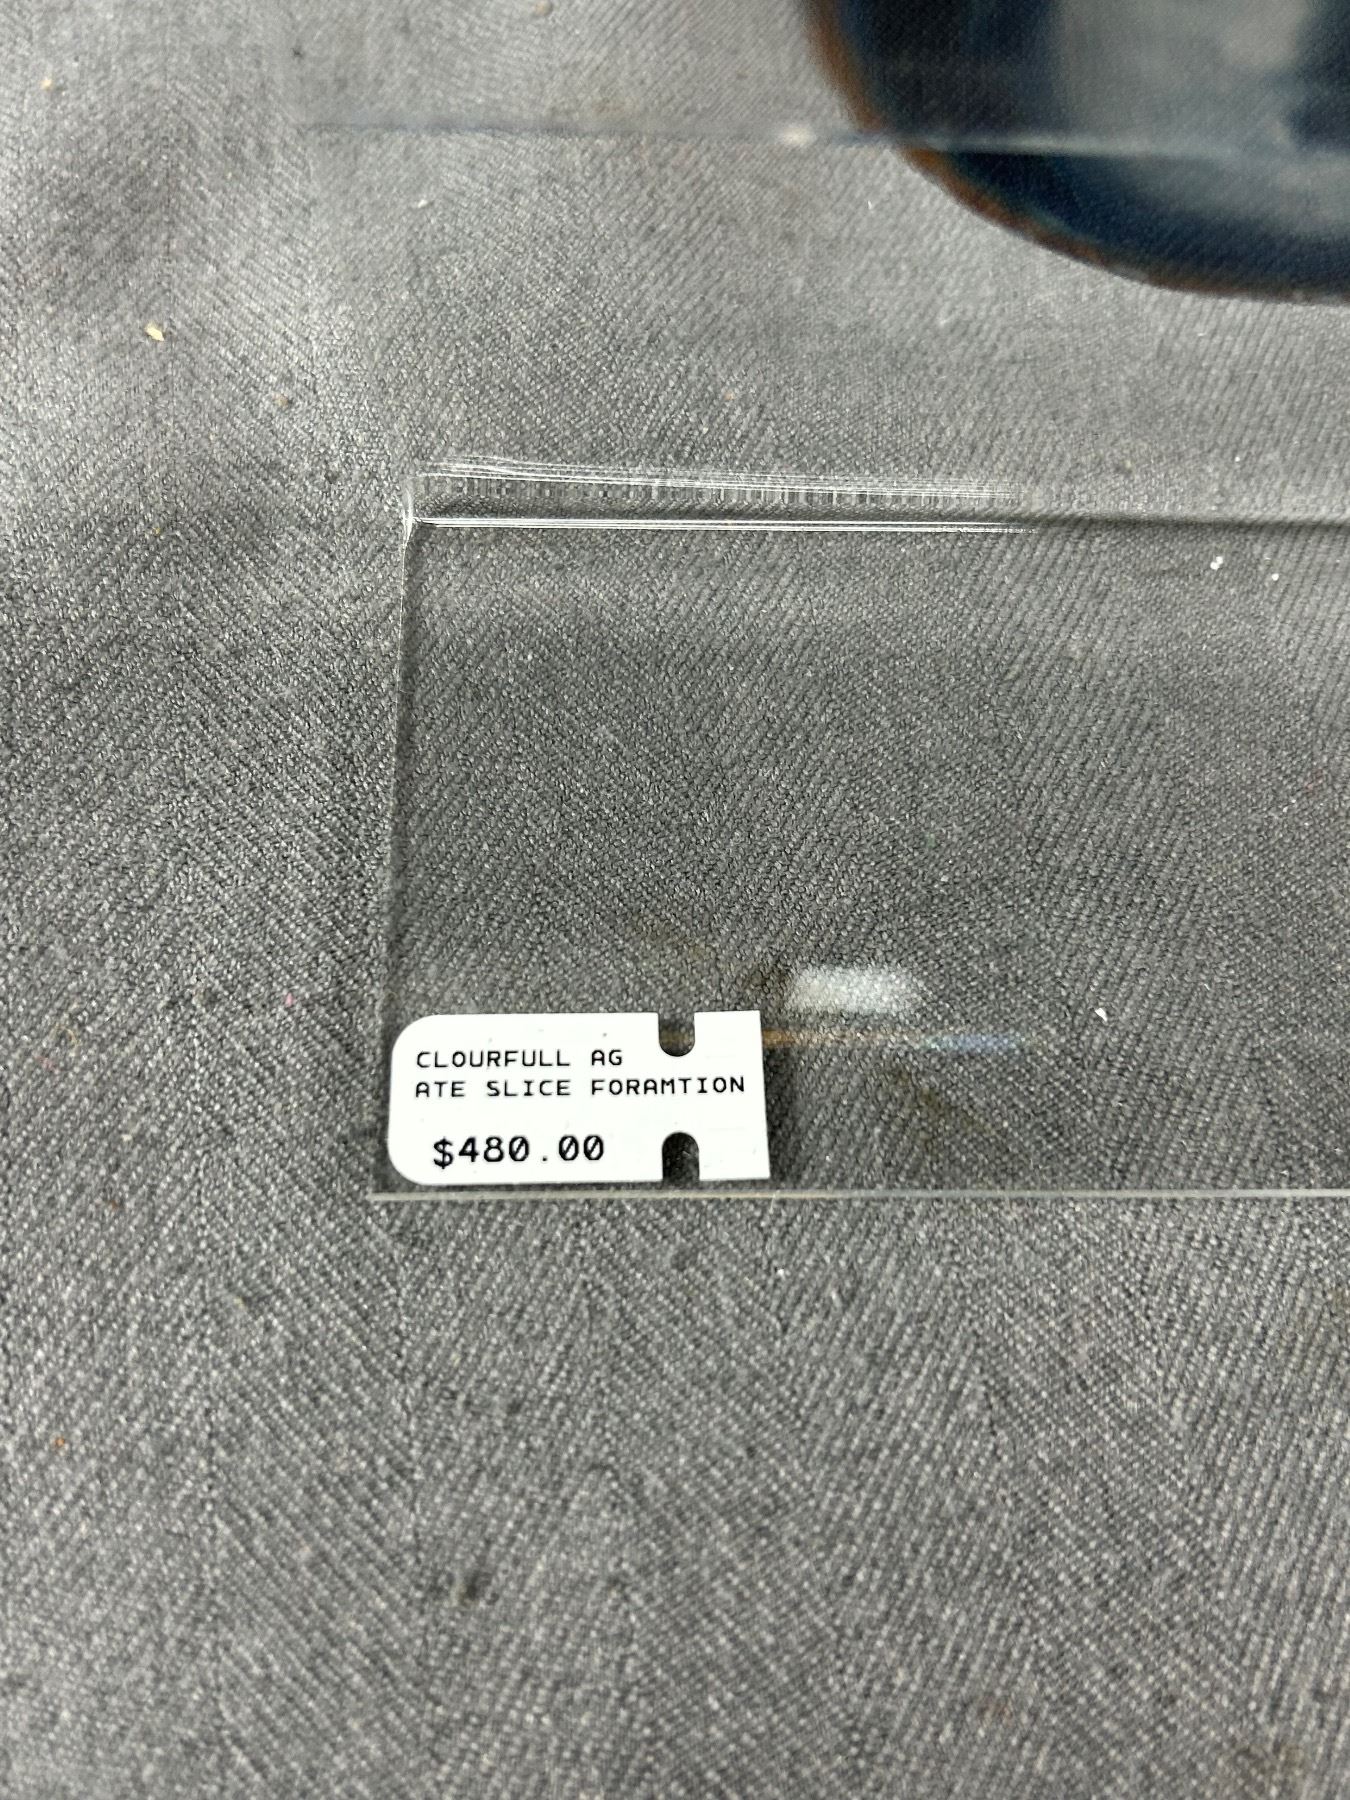 CLOURFULL AG
ATE SLICE FORAMTION
$480.00